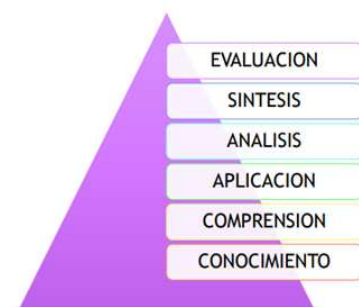 EVALUACION
SINTESIS
ANALISIS
APLICACION
COMPRENSION
CONOCIMIENTO